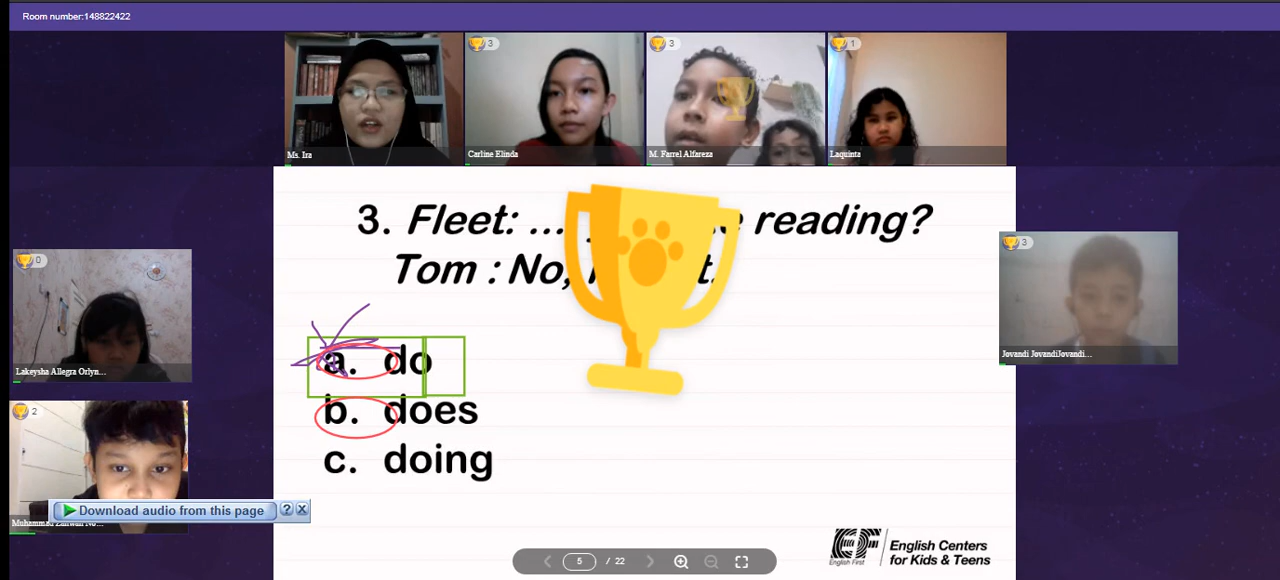 Room number:148822422
3
3
1
Ms. Ira
Carline Elinda
M. Farrel Alfareza
Laquinta
3. Fleet: ... reading?
Tom : No,
0
3
Lakeysha Allegra Orlyn...
Jovandi JovandiJovandi...
a. do
b. does
c. doing
2
Download audio from this page
?
X
EF
English First
English Centers
for Kids & Teens
5 / 22